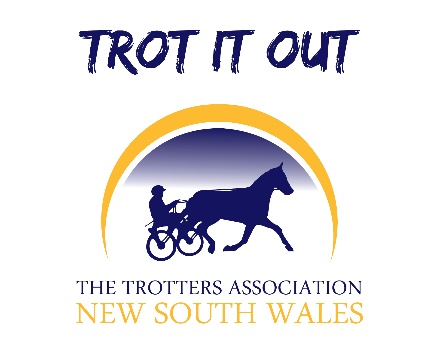 TROT IT OUT
THE TROTTERS ASSOCIATION
NEW SOUTH WALES